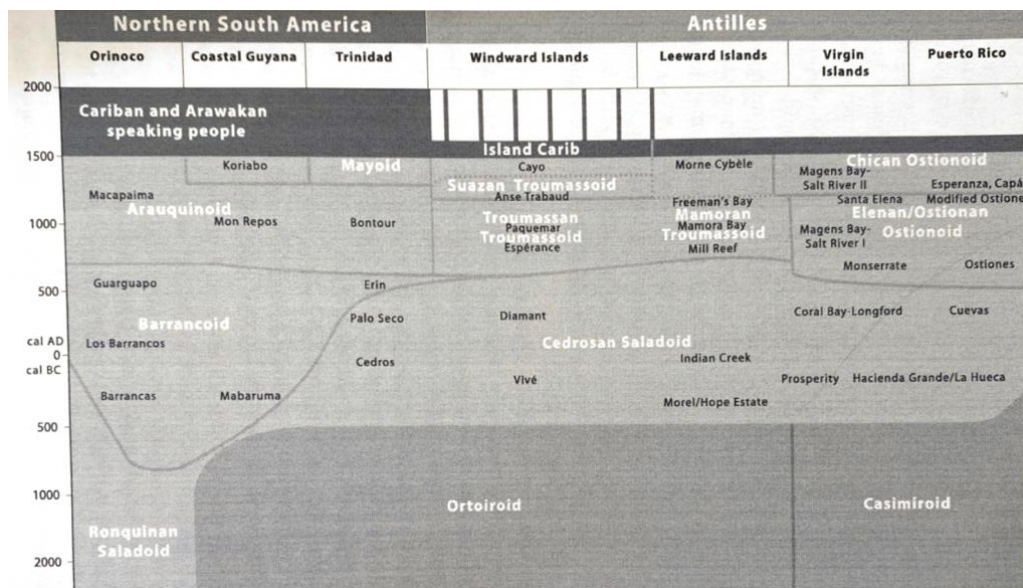 Northern South America
Antilles
Orinoco
Coastal Guyana
Trinidad
Windward Islands
Leeward Islands
Virgin
Islands
Puerto Rico
2000
Cariban and Arawakan
speaking people
Island Carib
1500
Koriabo
Mayoid
Cayo
Morne Cybèle
Chican Ostionoid
Magens Bay-
Salt River II
Suazan Troumassoid
Esperanza, Capá
Macapaima
Anse Trabaud
Freeman's Bay
Santa Elena
Modified Ostione
Arauquinoid
Troumassan
Troumassoid
Mamoran
Troumassoid
Elenan/Ostionan
Ostionoid
1000
Mon Repos
Bontour
Paquemar
Mamora Bay
Magens Bay-
Salt River I
Espérance
Mill Reef
Monserrate
Ostiones
500
Guarguapo
Erin
Barrancoid
Palo Seco
Diamant
Coral Bay-Longford
Cuevas
cal AD
0
cal BC
Los Barrancos
Cedrosan Saladoid
Cedros
Indian Creek
Vivé
Prosperity
Hacienda Grande/La Hueca
Barrancas
Mabaruma
Morel/Hope Estate
500
1000
Ortoiroid
Casimiroid
Ronquinan
Saladoid
2000